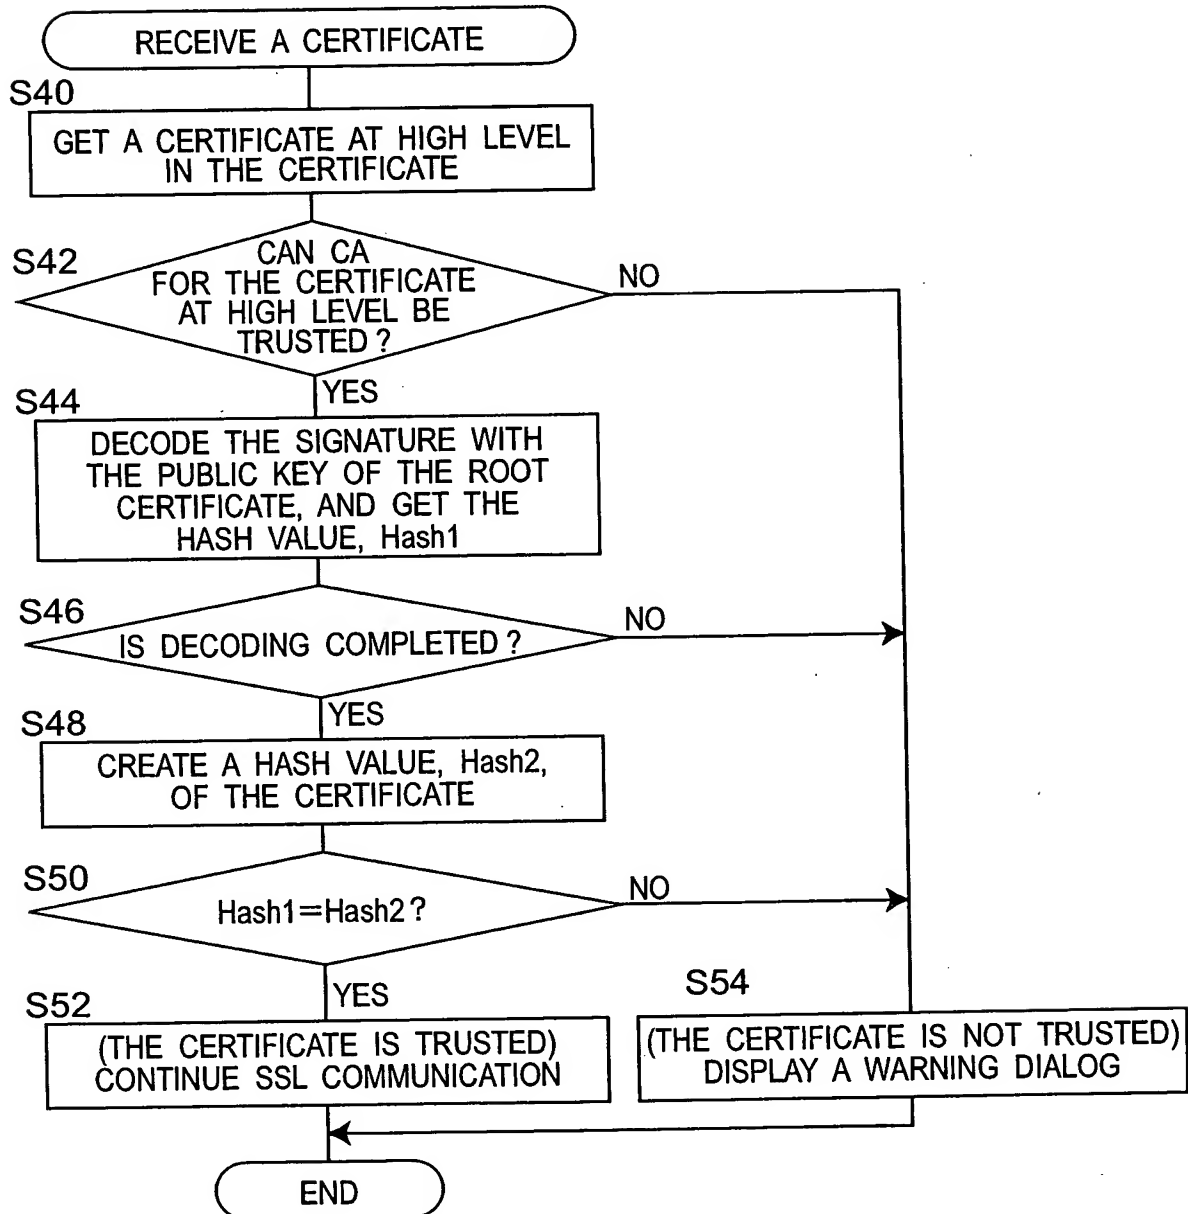 RECEIVE A CERTIFICATE
S40
GET A CERTIFICATE AT HIGH LEVEL
IN THE CERTIFICATE
S42
CAN CA
FOR THE CERTIFICATE
AT HIGH LEVEL BE
TRUSTED?
NO
YES
S44
DECODE THE SIGNATURE WITH
THE PUBLIC KEY OF THE ROOT
CERTIFICATE, AND GET THE
HASH VALUE, Hash1
S46
IS DECODING COMPLETED?
NO
YES
S48
CREATE A HASH VALUE, Hash2,
OF THE CERTIFICATE
S50
Hash1=Hash2?
NO
YES
S52
(THE CERTIFICATE IS TRUSTED)
CONTINUE SSL COMMUNICATION
S54
(THE CERTIFICATE IS NOT TRUSTED)
DISPLAY A WARNING DIALOG
END